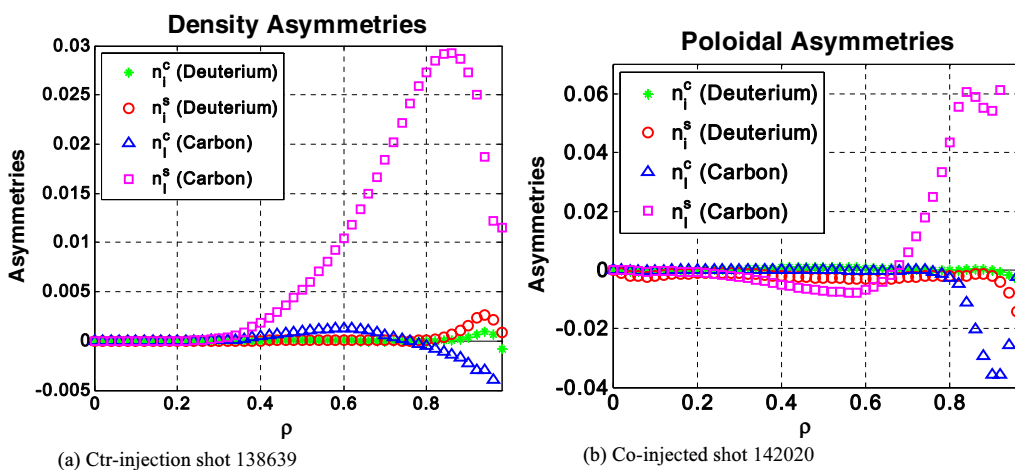 Density Asymmetries
0.03
0.025
0.02
0.015
0.01
0.005
0
-0.005
Asymmetries
n_i^c (Deuterium)
n_i^s (Deuterium)
n_I^c (Carbon)
n_I^s (Carbon)
0 0.2 0.4 0.6 0.8
ρ
(a) Ctr-injection shot 138639
Poloidal Asymmetries
0.06
0.04
0.02
0
-0.02
-0.04
Asymmetries
n_i^c (Deuterium)
n_i^s (Deuterium)
n_I^c (Carbon)
n_I^s (Carbon)
0 0.2 0.4 0.6 0.8
ρ
(b) Co-injected shot 142020